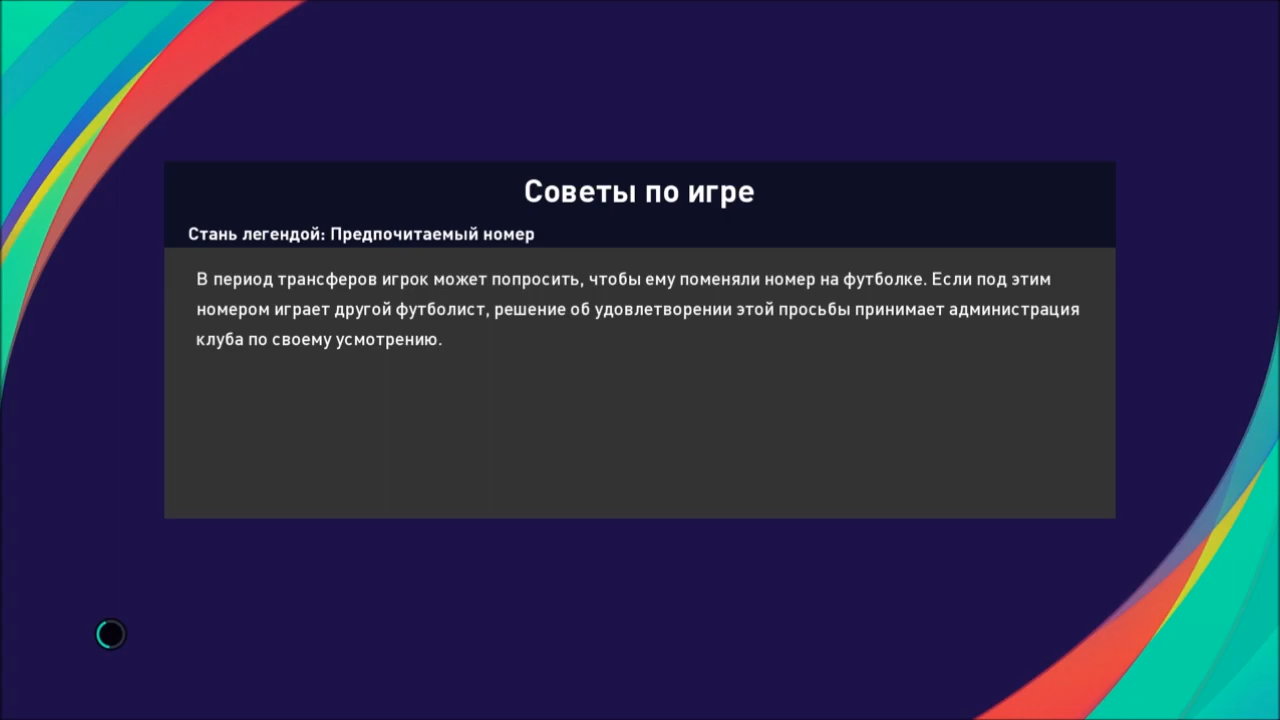 Советы по игре
Стань легендой: Предпочитаемый номер
В период трансферов игрок может попросить, чтобы ему поменяли номер на футболке. Если под этим
номером играет другой футболист, решение об удовлетворении этой просьбы принимает администрация
клуба по своему усмотрению.